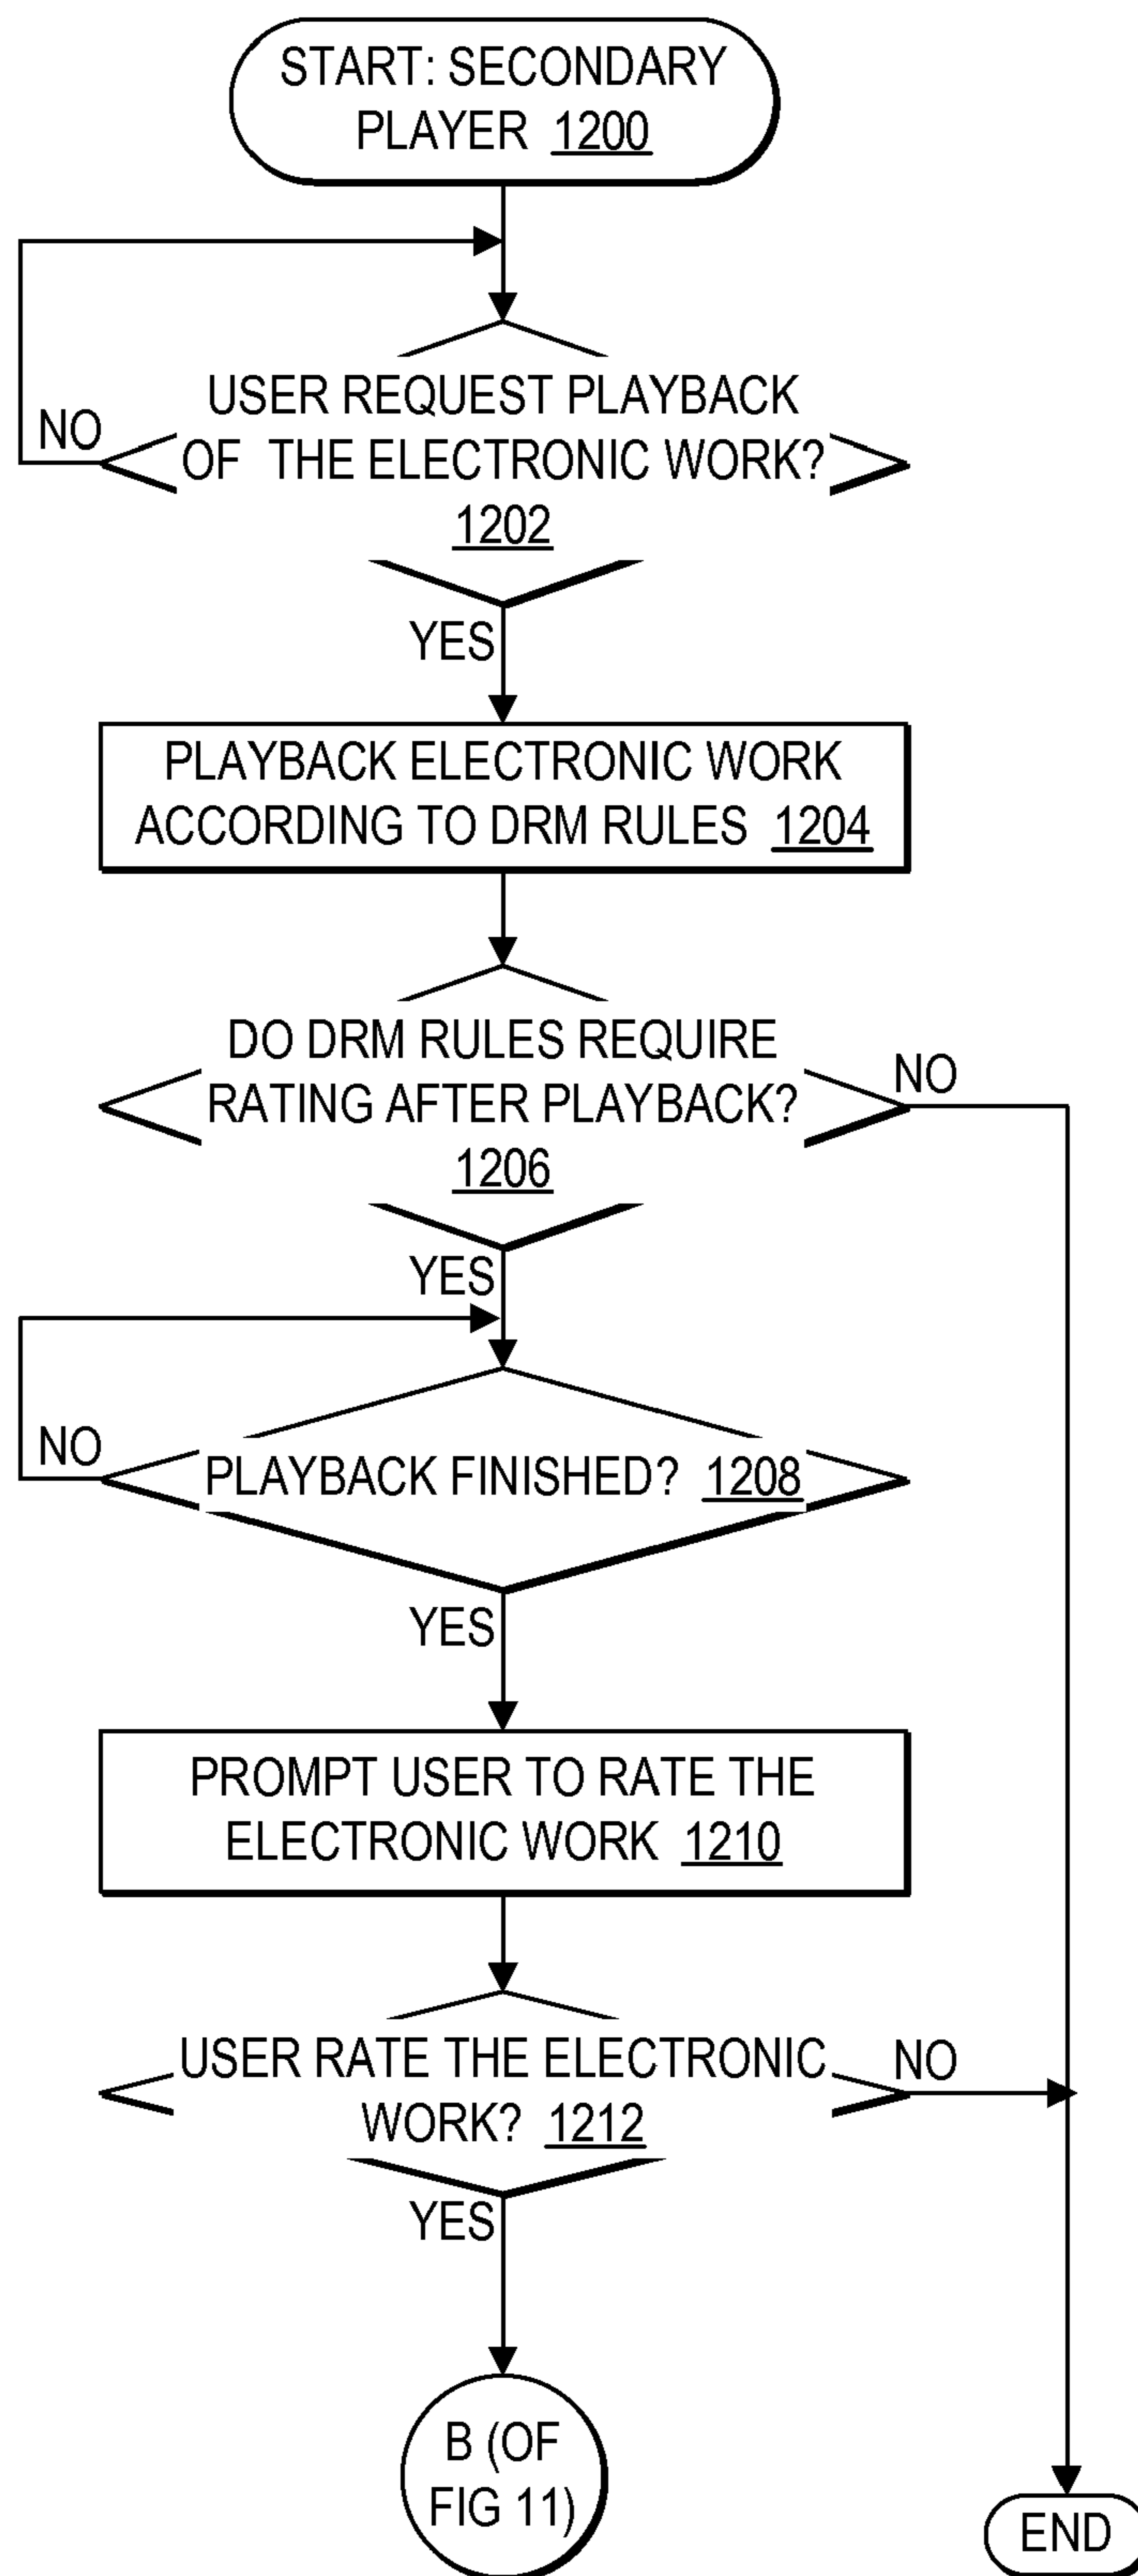 START: SECONDARY
PLAYER 1200
USER REQUEST PLAYBACK
NO
OF THE ELECTRONIC WORK?
1202
YES
PLAYBACK ELECTRONIC WORK
ACCORDING TO DRM RULES 1204
DO DRM RULES REQUIRE
NO
RATING AFTER PLAYBACK?
1206
YES
NO
PLAYBACK FINISHED? 1208
YES
PROMPT USER TO RATE THE
ELECTRONIC WORK 1210
USER RATE THE ELECTRONIC
NO
WORK? 1212
YES
B (OF
FIG 11)
END